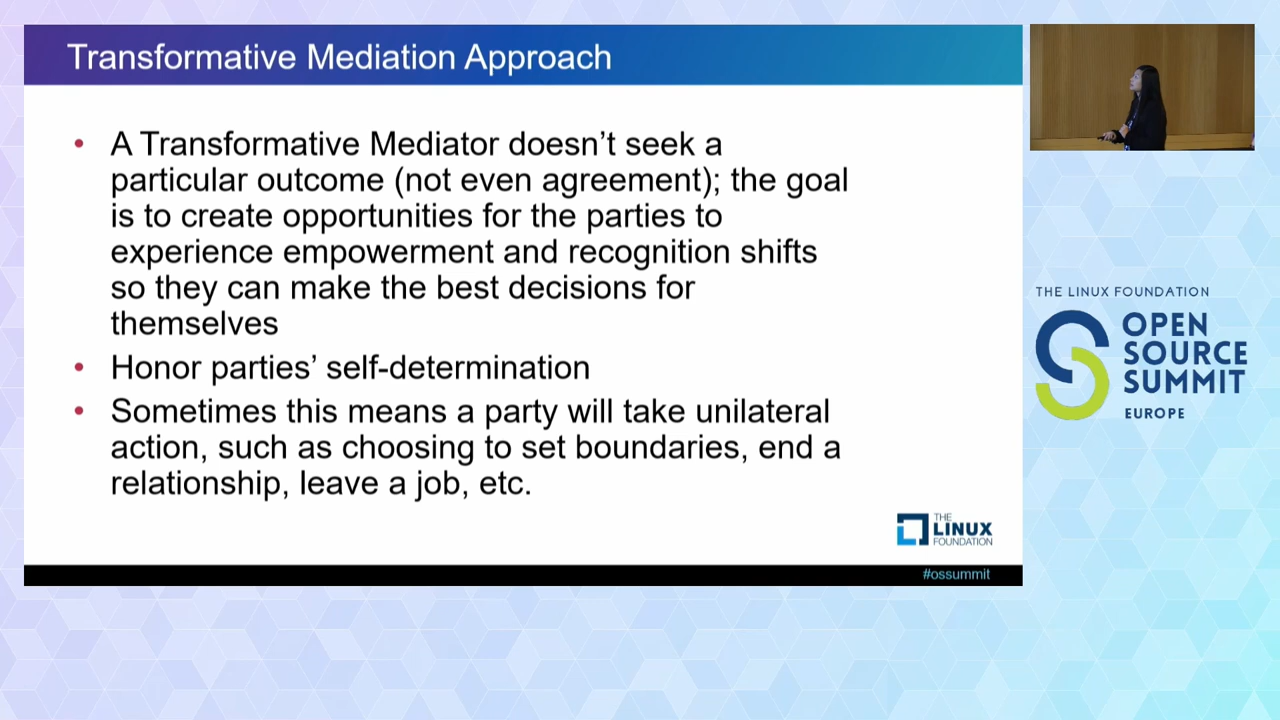 Transformative Mediation Approach
• A Transformative Mediator doesn’t seek a
particular outcome (not even agreement); the goal
is to create opportunities for the parties to
experience empowerment and recognition shifts
so they can make the best decisions for
themselves
• Honor parties’ self-determination
• Sometimes this means a party will take unilateral
action, such as choosing to set boundaries, end a
relationship, leave a job, etc.
THE
LINUX
FOUNDATION
#ossummit
THE LINUX FOUNDATION
OPEN
SOURCE
SUMMIT
EUROPE